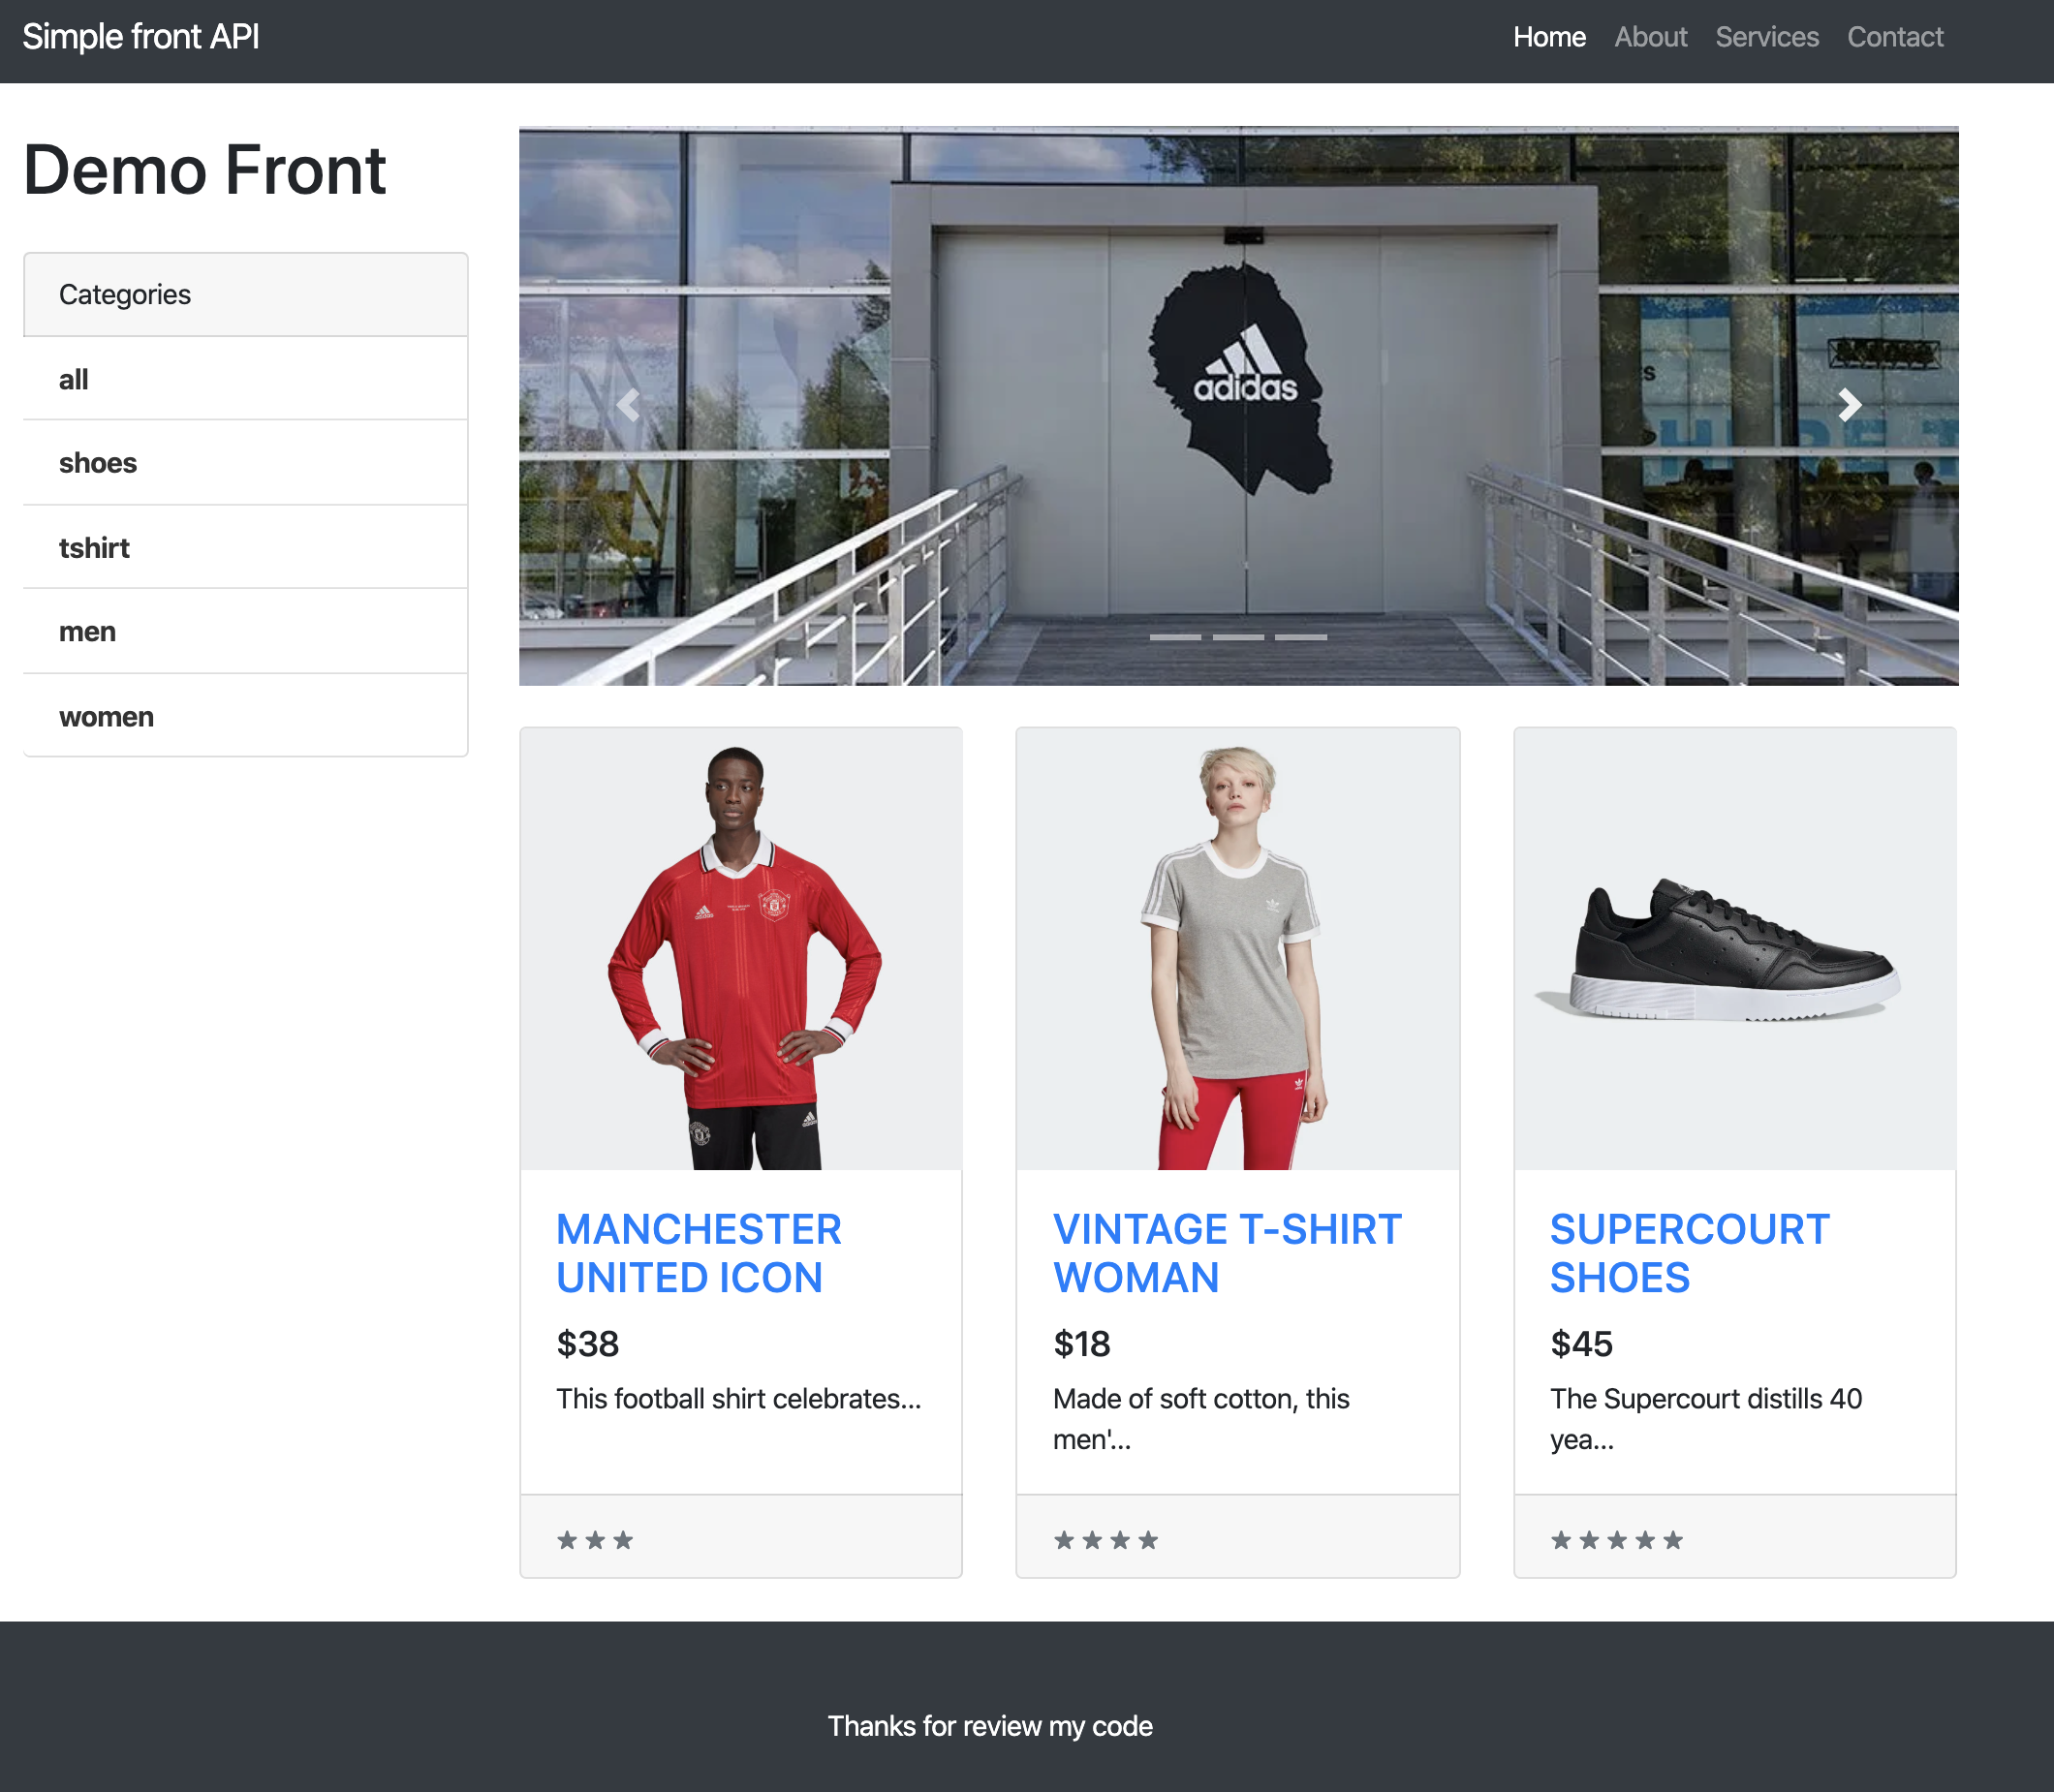 Simple front API
Home About Services Contact
Demo Front
Categories
all
shoes
tshirt
men
women
adidas
MANCHESTER
UNITED ICON
$38
This football shirt celebrates...
VINTAGE T-SHIRT
WOMAN
$18
Made of soft cotton, this
men'...
SUPERCOURT
SHOES
$45
The Supercourt distills 40
yea...
Thanks for review my code